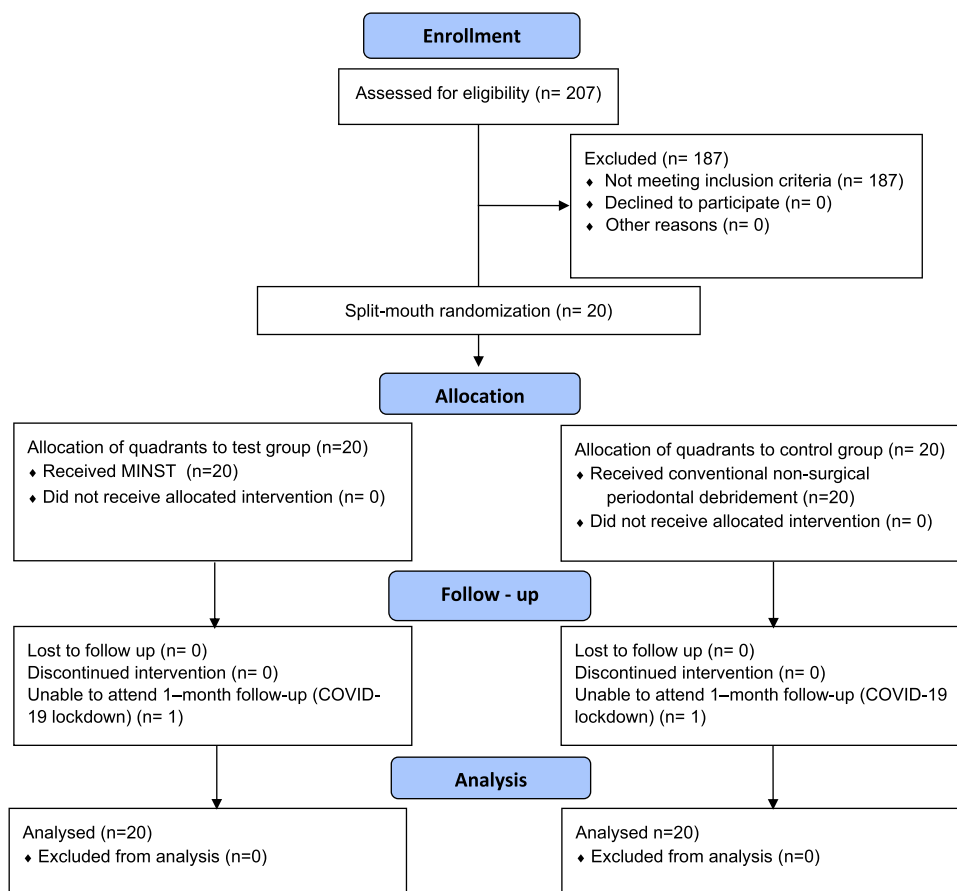 Enrollment
Assessed for eligibility (n= 207)
Excluded (n= 187)
♦ Not meeting inclusion criteria (n= 187)
♦ Declined to participate (n= 0)
♦ Other reasons (n= 0)
Split-mouth randomization (n= 20)
Allocation
Allocation of quadrants to test group (n=20)
♦ Received MINST (n=20)
♦ Did not receive allocated intervention (n= 0)
Allocation of quadrants to control group (n= 20)
♦ Received conventional non-surgical
periodontal debridement (n=20)
♦ Did not receive allocated intervention (n= 0)
Follow - up
Lost to follow up (n= 0)
Discontinued intervention (n= 0)
Unable to attend 1–month follow-up (COVID-
19 lockdown) (n= 1)
Lost to follow up (n= 0)
Discontinued intervention (n= 0)
Unable to attend 1–month follow-up (COVID-
19 lockdown) (n= 1)
Analysis
Analysed (n=20)
♦ Excluded from analysis (n=0)
Analysed n=20)
♦ Excluded from analysis (n=0)